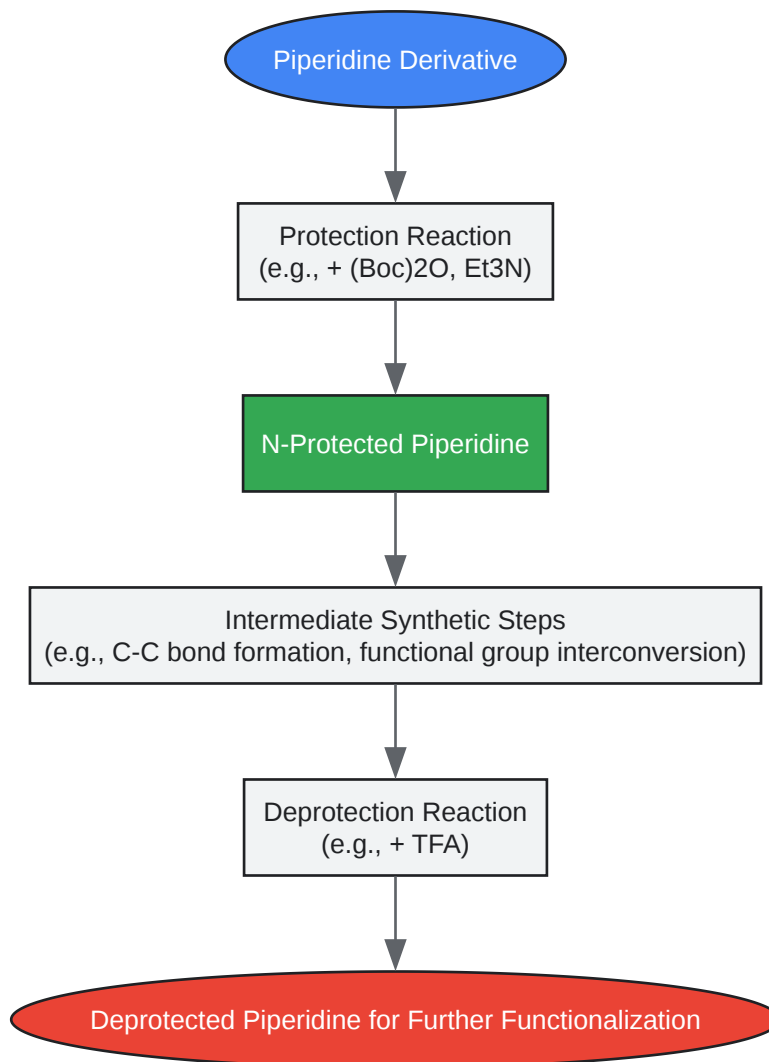 Piperidine Derivative
Protection Reaction
(e.g., + (Boc)2O, Et3N)
N-Protected Piperidine
Intermediate Synthetic Steps
(e.g., C-C bond formation, functional group interconversion)
Deprotection Reaction
(e.g., + TFA)
Deprotected Piperidine for Further Functionalization